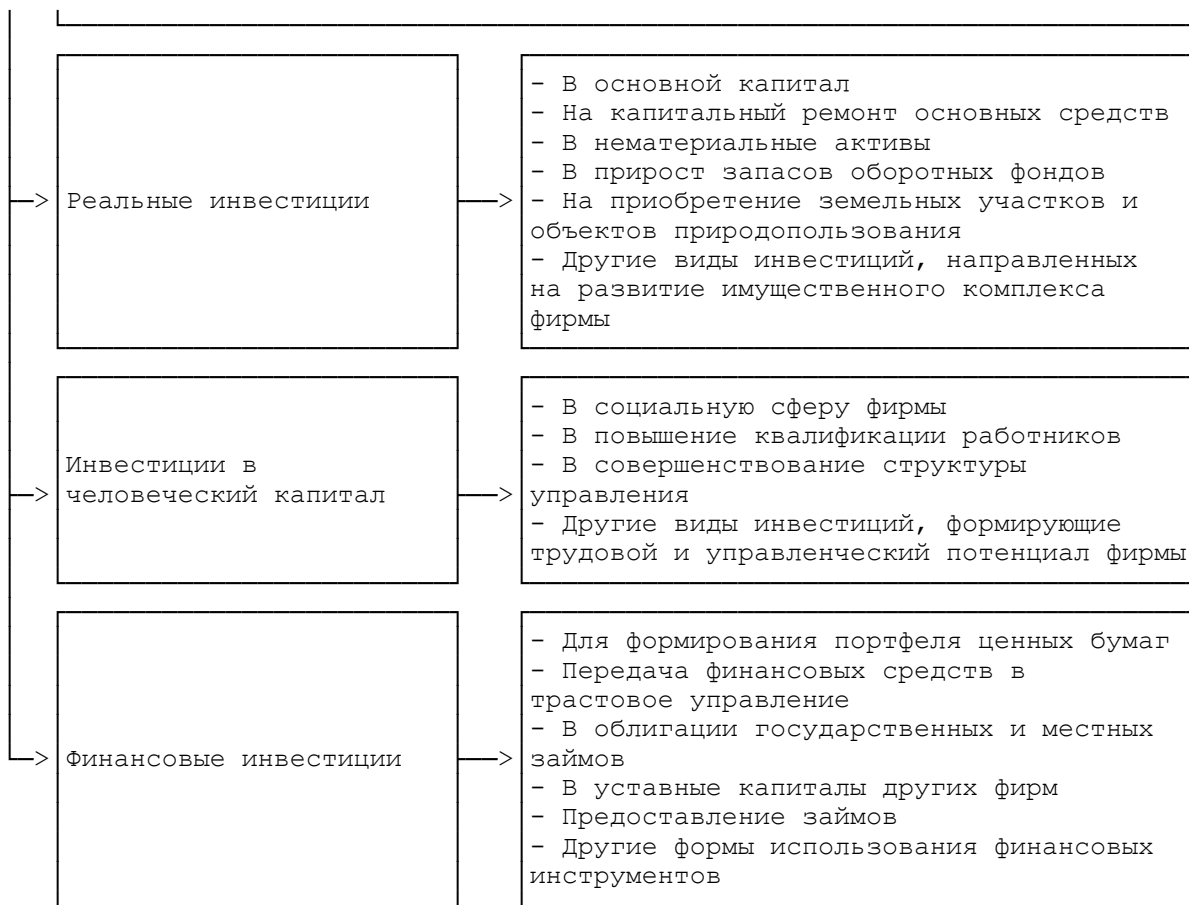 - В основной капитал
- На капитальный ремонт основных средств
- В нематериальные активы
- В прирост запасов оборотных фондов
Реальные инвестиции
- На приобретение земельных участков и
объектов природопользования
- Другие виды инвестиций, направленных
на развитие имущественного комплекса
фирмы
- В социальную сферу фирмы
- В повышение квалификации работников
Инвестиции в
человеческий капитал
- В совершенствование структуры
управления
- Другие виды инвестиций, формирующие
трудовой и управленческий потенциал фирмы
- Для формирования портфеля ценных бумаг
- Передача финансовых средств в
трастовое управление
- В облигации государственных и местных
Финансовые инвестиции
займов
- В уставные капиталы других фирм
- Предоставление займов
- Другие формы использования финансовых
инструментов